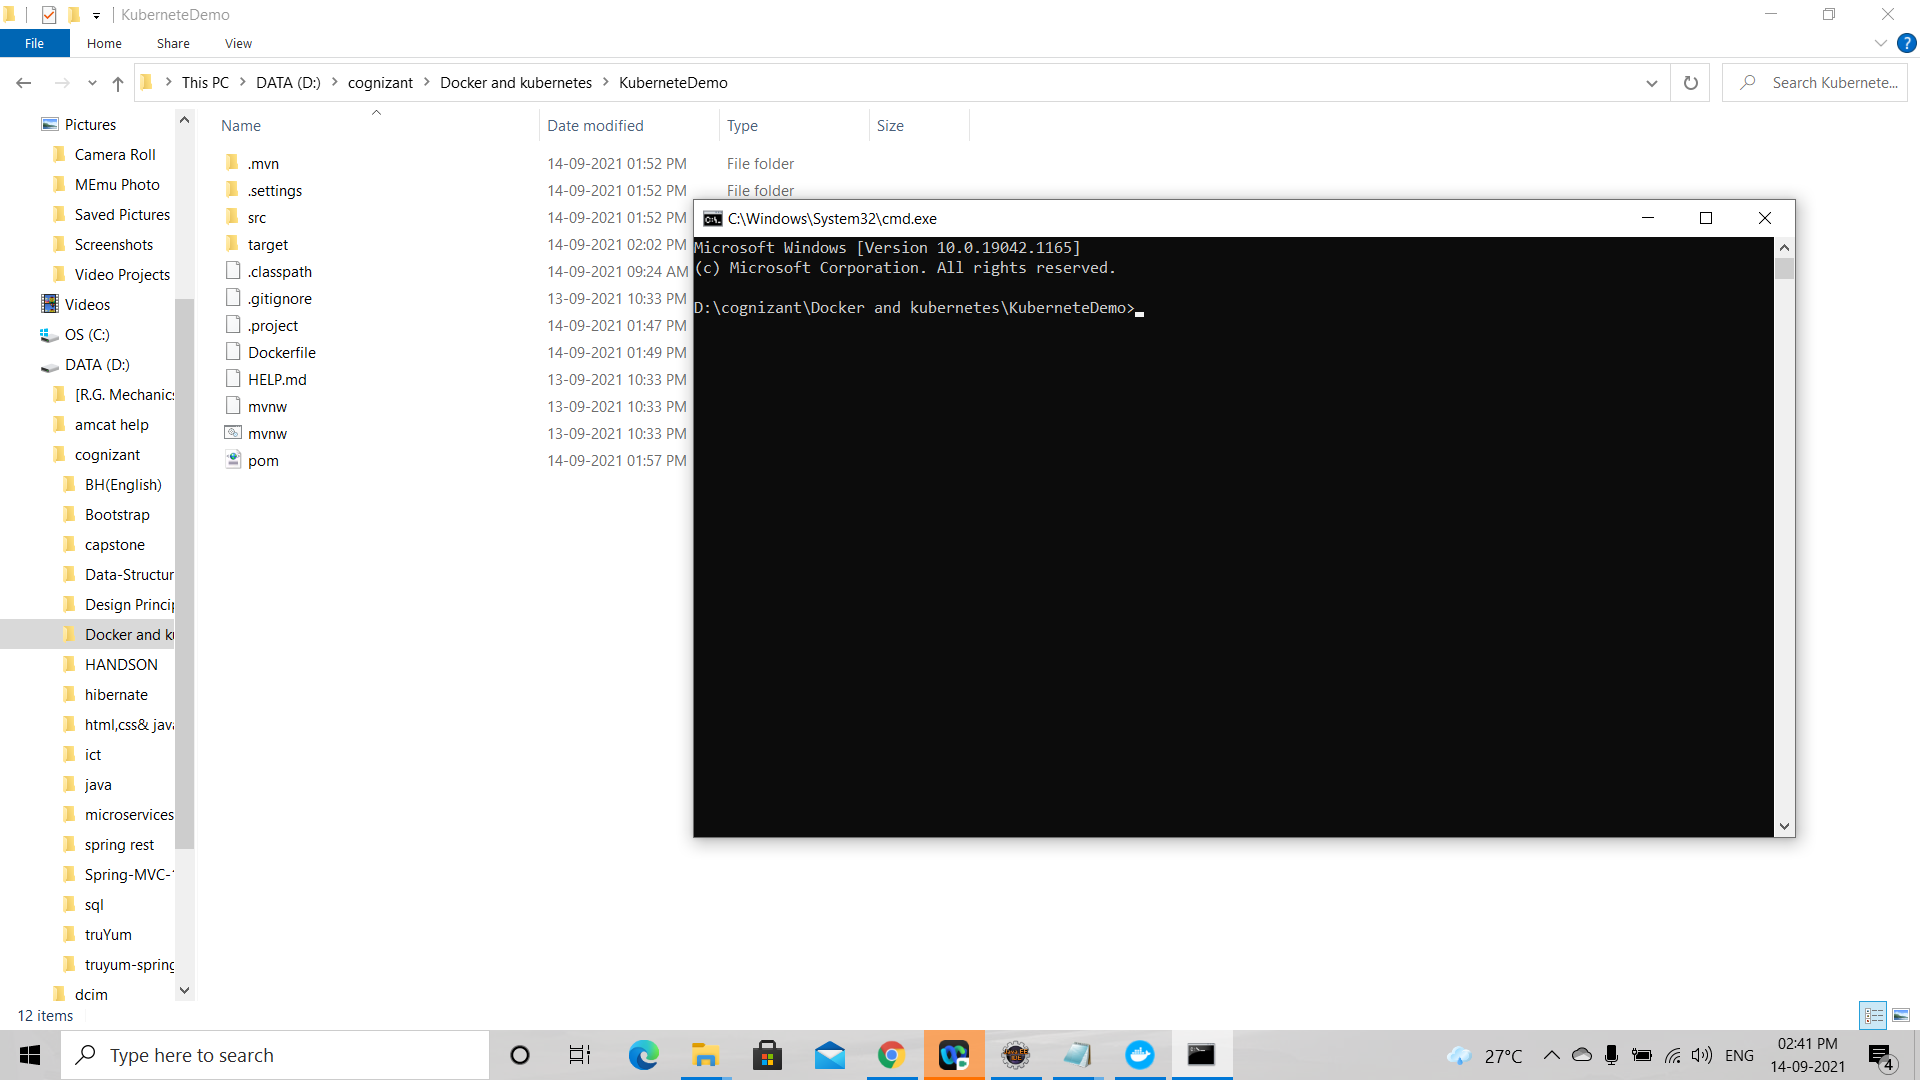 KuberneteDemo
File Home Share View
This PC DATA (D:) cognizant Docker and kubernetes KuberneteDemo
Search Kubernete...
Pictures
Camera Roll
MEmu Photo
Saved Pictures
Screenshots
Video Projects
Videos
OS (C:)
DATA (D:)
[R.G. Mechanics
amcat help
cognizant
BH(English)
Bootstrap
capstone
Data-Structur
Design Princip
Docker and ku
HANDSON
hibernate
html,css& java
ict
java
microservices
spring rest
Spring-MVC-
sql
truYum
truyum-spring
dcim
Name Date modified Type Size
.mvn 14-09-2021 01:52 PM File folder
.settings 14-09-2021 01:52 PM File folder
src 14-09-2021 01:52 PM
target 14-09-2021 02:02 PM
.classpath 14-09-2021 09:24 AM
.gitignore 13-09-2021 10:33 PM
.project 14-09-2021 01:47 PM
Dockerfile 14-09-2021 01:49 PM
HELP.md 13-09-2021 10:33 PM
mvnw 13-09-2021 10:33 PM
mvnw 13-09-2021 10:33 PM
pom 14-09-2021 01:57 PM
C:\Windows\System32\cmd.exe
Microsoft Windows [Version 10.0.19042.1165]
(c) Microsoft Corporation. All rights reserved.
D:\cognizant\Docker and kubernetes\KuberneteDemo>
12 items
Type here to search
27°C
ENG
02:41 PM
14-09-2021
4